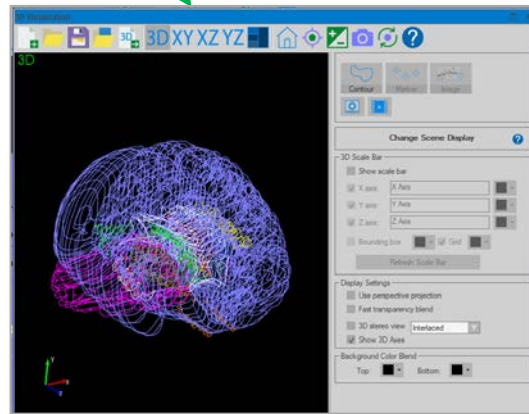 3D Visualization
3D 3D XY XZ YZ
3D
Contour Marker Image
Change Scene Display
3D Scale Bar
Show scale bar
X axis: X Axis
Y axis: Y Axis
Z axis: Z Axis
Bounding box Grid
Refresh Scale Bar
Display Settings
Use perspective projection
Fast transparency blend
3D stereo view Interlaced
Show 3D Axes
Background Color Blend
Top: Bottom:
Y
X
Z